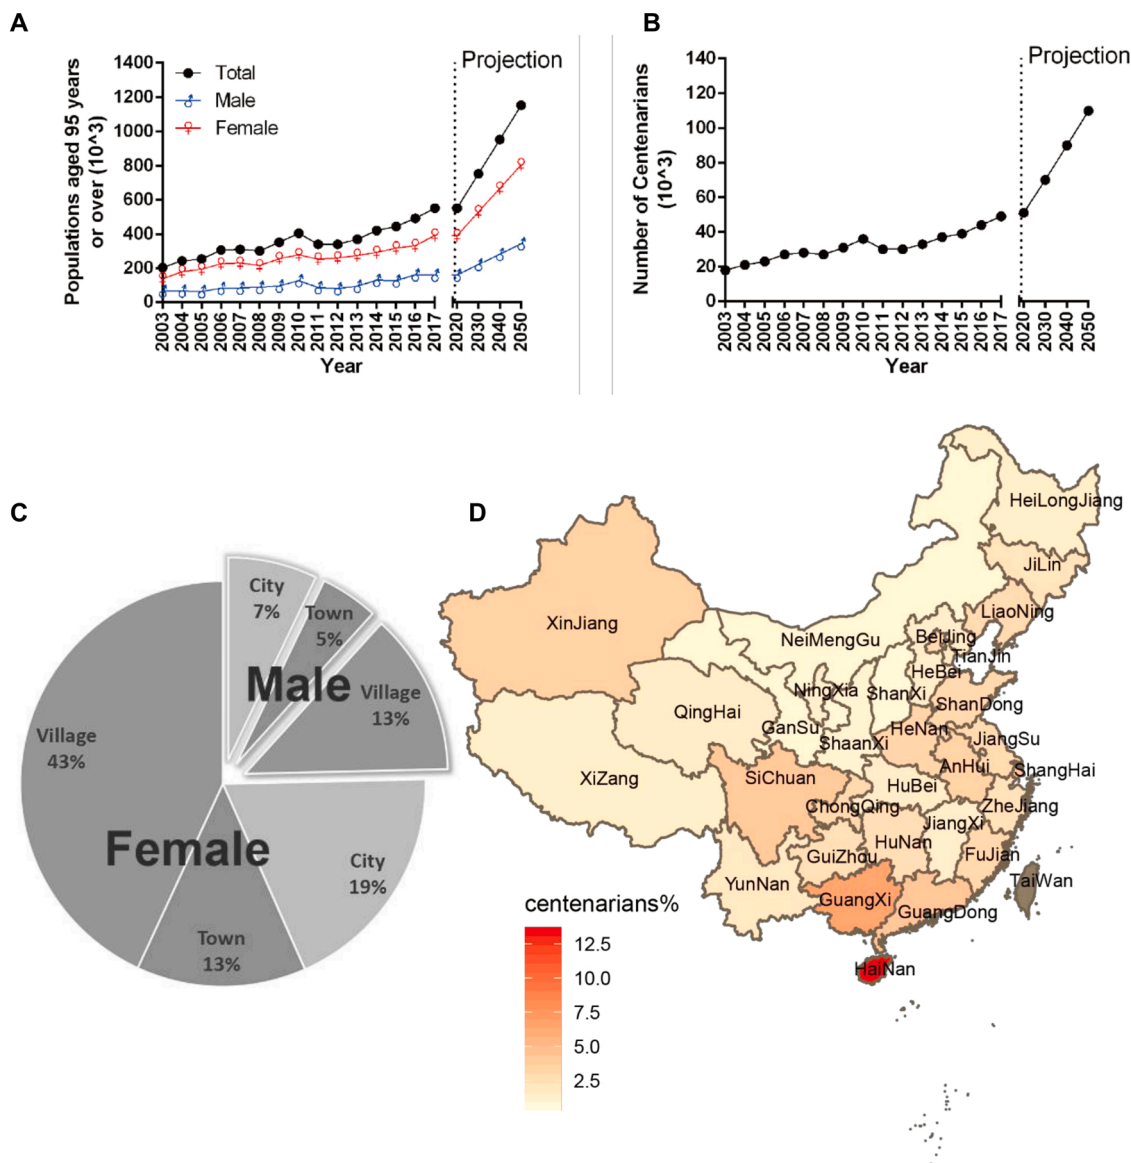 A
Populations aged 95 years
or over (10^3)
1400
1200
1000
800
600
400
200
0
Total
Male
Female
Projection
2003
2004
2005
2006
2007
2008
2009
2010
2011
2012
2013
2014
2015
2016
2017
2020
2030
2040
2050
Year
B
Number of Centenarians
(10^3)
140
120
100
80
60
40
20
0
Projection
2003
2004
2005
2006
2007
2008
2009
2010
2011
2012
2013
2014
2015
2016
2017
2020
2030
2040
2050
Year
C
City
7%
Town
5%
Male
Village
13%
Village
43%
Female
City
19%
Town
13%
D
HeiLongJiang
JiLin
LiaoNing
XinJiang
NeiMengGu
BeiJing
TianJin
HeBei
NingXia
ShanXi
ShanDong
QingHai
GanSu
HeNan
ShaanXi
JiangSu
AnHui
ShangHai
XiZang
SiChuan
HuBei
ChongQing
ZheJiang
JiangXi
HuNan
GuiZhou
FuJian
YunNan
TaiWan
GuangXi
GuangDong
HaiNan
centenarians%
12.5
10.0
7.5
5.0
2.5